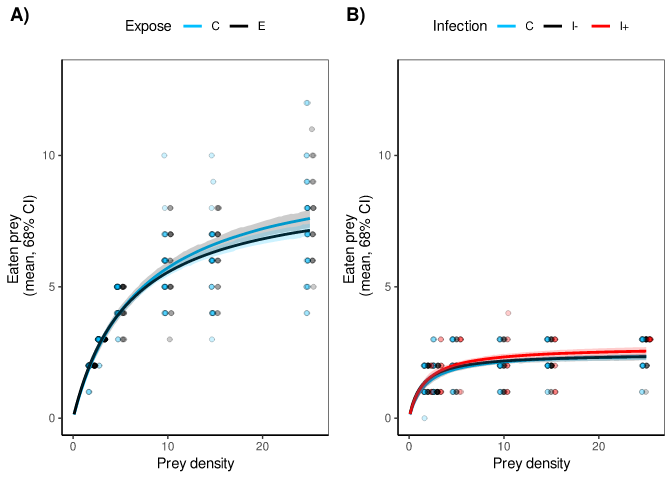 A)
Expose C E
Eaten prey
(mean, 68% CI)
10
5
0
0 10 20
Prey density
B)
Infection C I- I+
Eaten prey
(mean, 68% CI)
10
5
0
0 10 20
Prey density